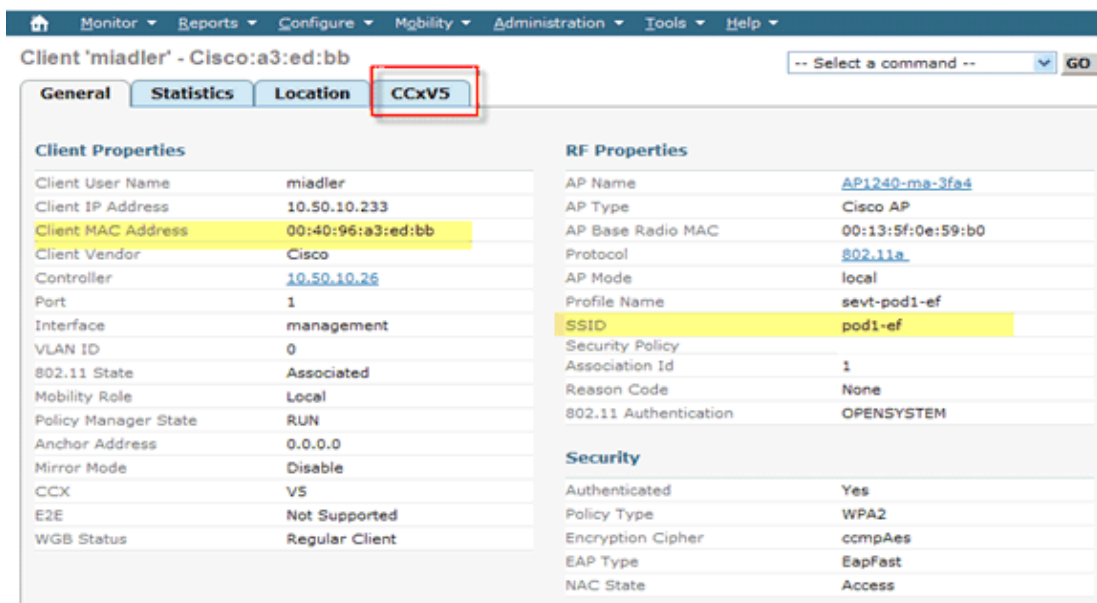 Monitor Reports Configure Mobility Administration Tools Help
Client 'miadler' - Cisco:a3:ed:bb
-- Select a command -- GO
General Statistics Location CCxV5
Client Properties
Client User Name miadler
Client IP Address 10.50.10.233
Client MAC Address 00:40:96:a3:ed:bb
Client Vendor Cisco
Controller 10.50.10.26
Port 1
Interface management
VLAN ID 0
802.11 State Associated
Mobility Role Local
Policy Manager State RUN
Anchor Address 0.0.0.0
Mirror Mode Disable
CCX V5
E2E Not Supported
WGB Status Regular Client
RF Properties
AP Name AP1240-ma-3fa4
AP Type Cisco AP
AP Base Radio MAC 00:13:5f:0e:59:b0
Protocol 802.11a
AP Mode local
Profile Name sevt-pod1-ef
SSID pod1-ef
Security Policy
Association Id 1
Reason Code None
802.11 Authentication OPENSYSTEM
Security
Authenticated Yes
Policy Type WPA2
Encryption Cipher ccmpAes
EAP Type EapFast
NAC State Access